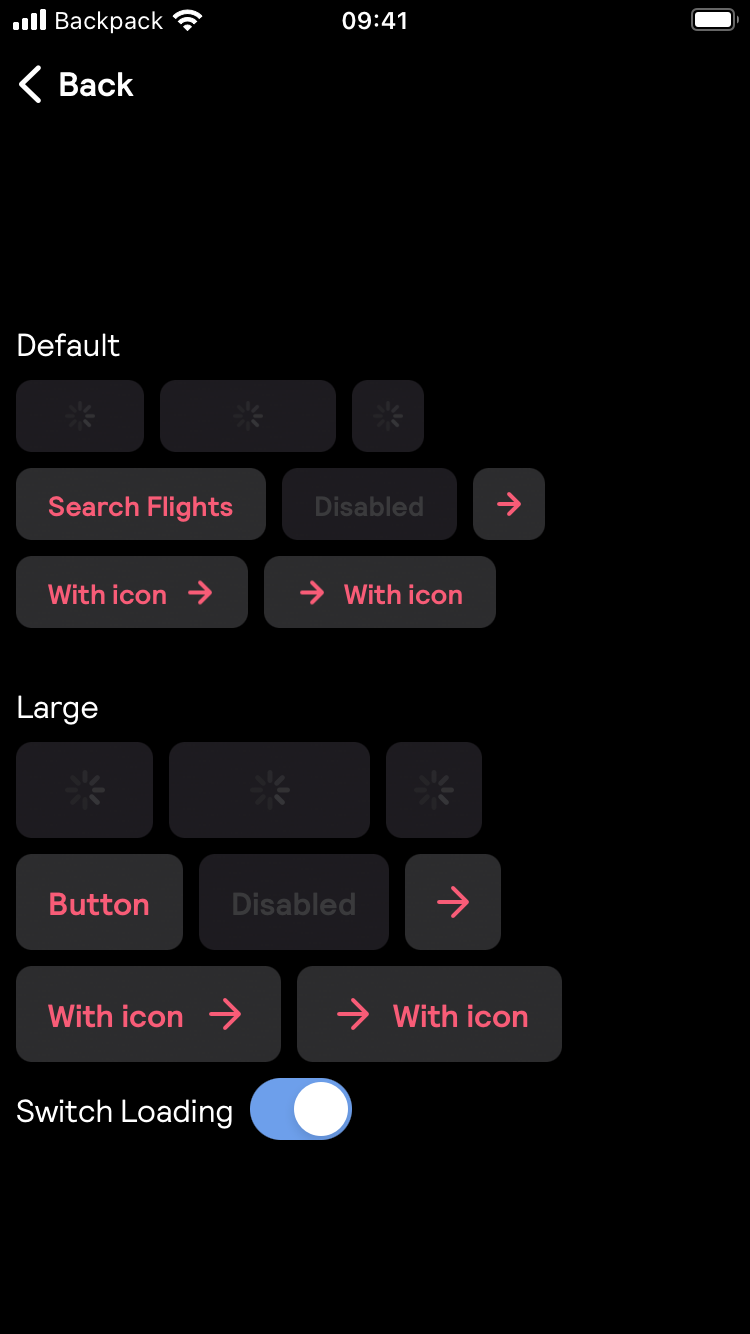 Backpack 09:41
Back
Default
Search Flights Disabled
With icon With icon
Large
Button Disabled
With icon With icon
Switch Loading